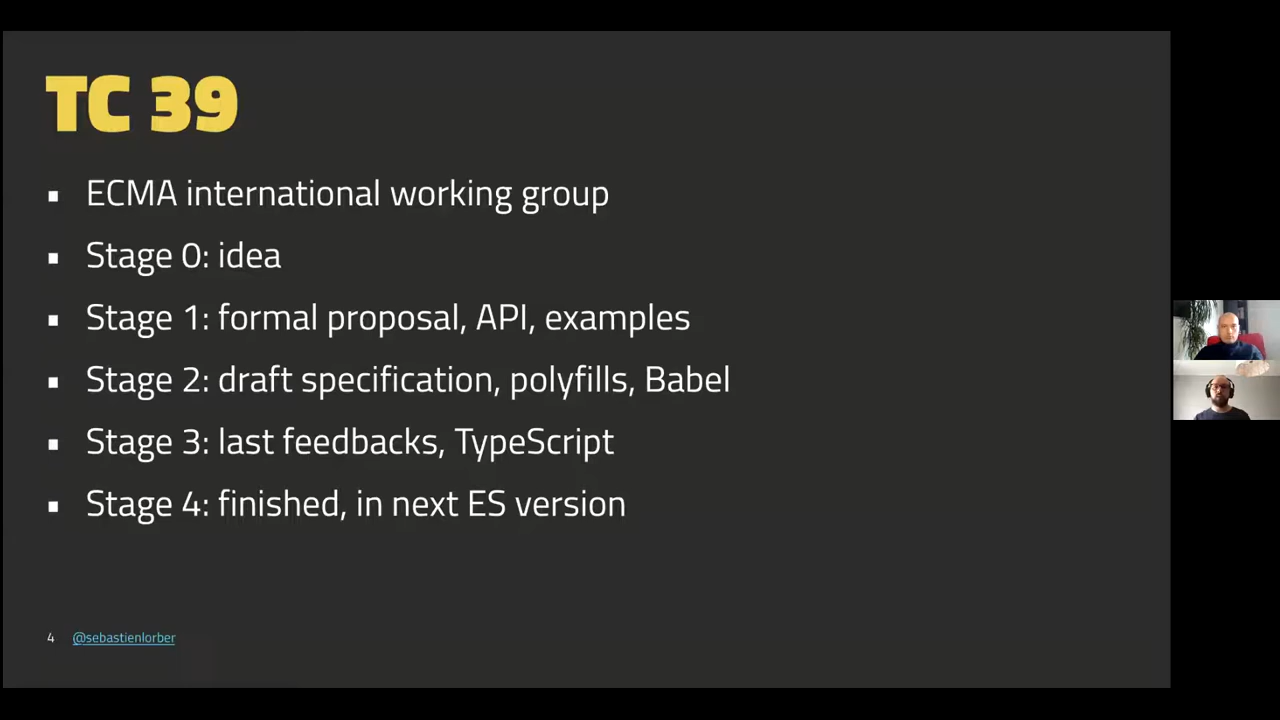 TC 39
▪ ECMA international working group
▪ Stage 0: idea
▪ Stage 1: formal proposal, API, examples
▪ Stage 2: draft specification, polyfills, Babel
▪ Stage 3: last feedbacks, TypeScript
▪ Stage 4: finished, in next ES version
4 @sebastienlorber